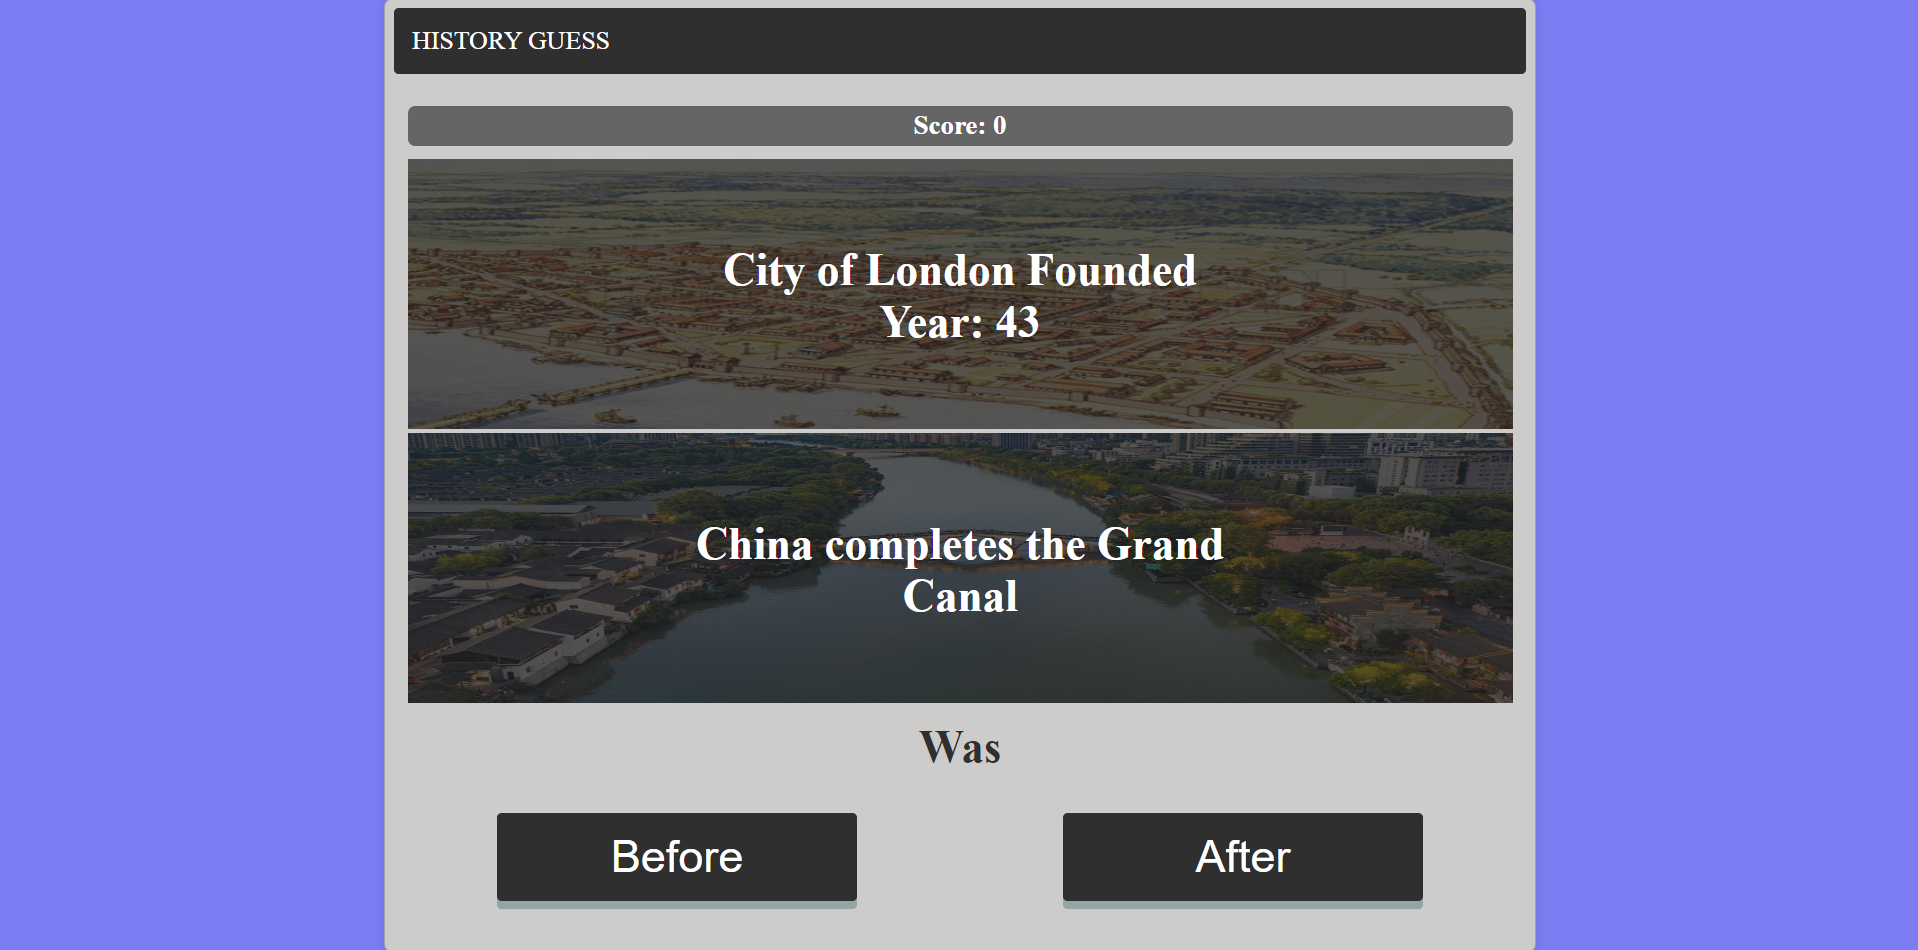 HISTORY GUESS
Score: 0
City of London Founded
Year: 43
China completes the Grand
Canal
Was
Before
After